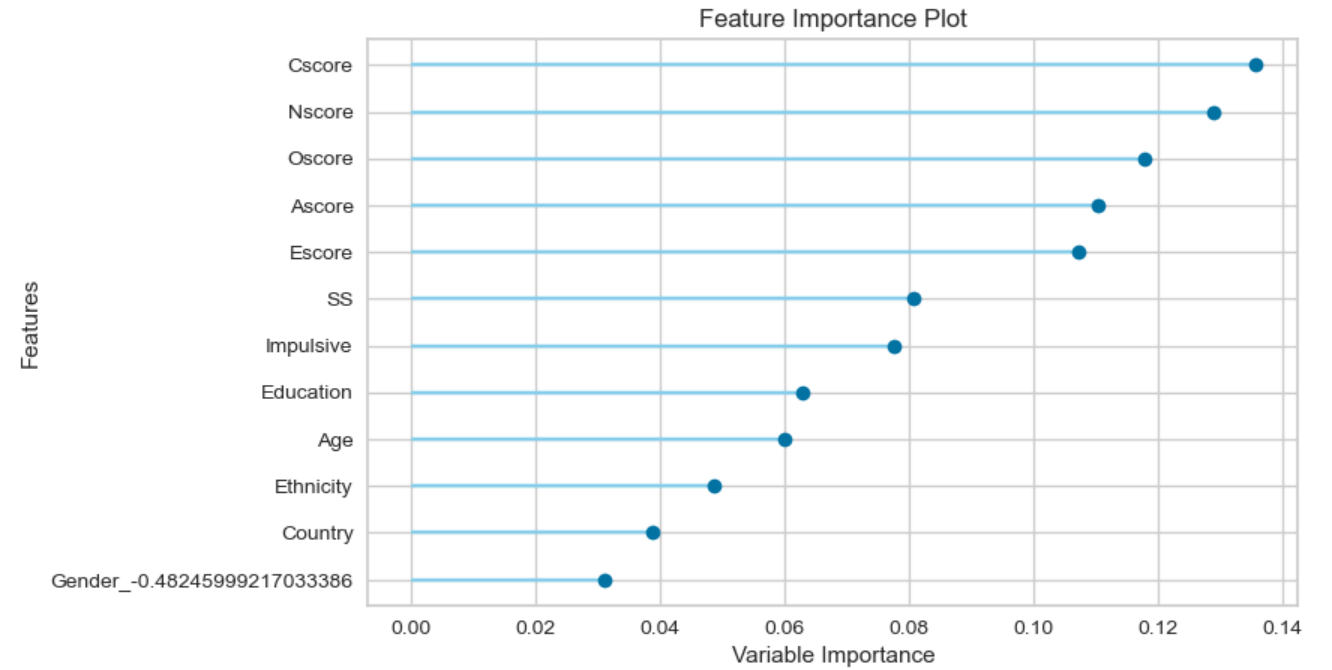 Feature Importance Plot
Features
Cscore
Nscore
Oscore
Ascore
Escore
SS
Impulsive
Education
Age
Ethnicity
Country
Gender_-0.48245999217033386
0.00 0.02 0.04 0.06 0.08 0.10 0.12 0.14
Variable Importance